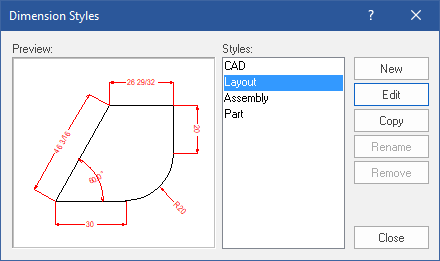 Dimension Styles
? ×
Preview:
Styles:
26 29/32
46 3/16
20
60.0°
R20
30
CAD
Layout
Assembly
Part
New
Edit
Copy
Rename
Remove
Close